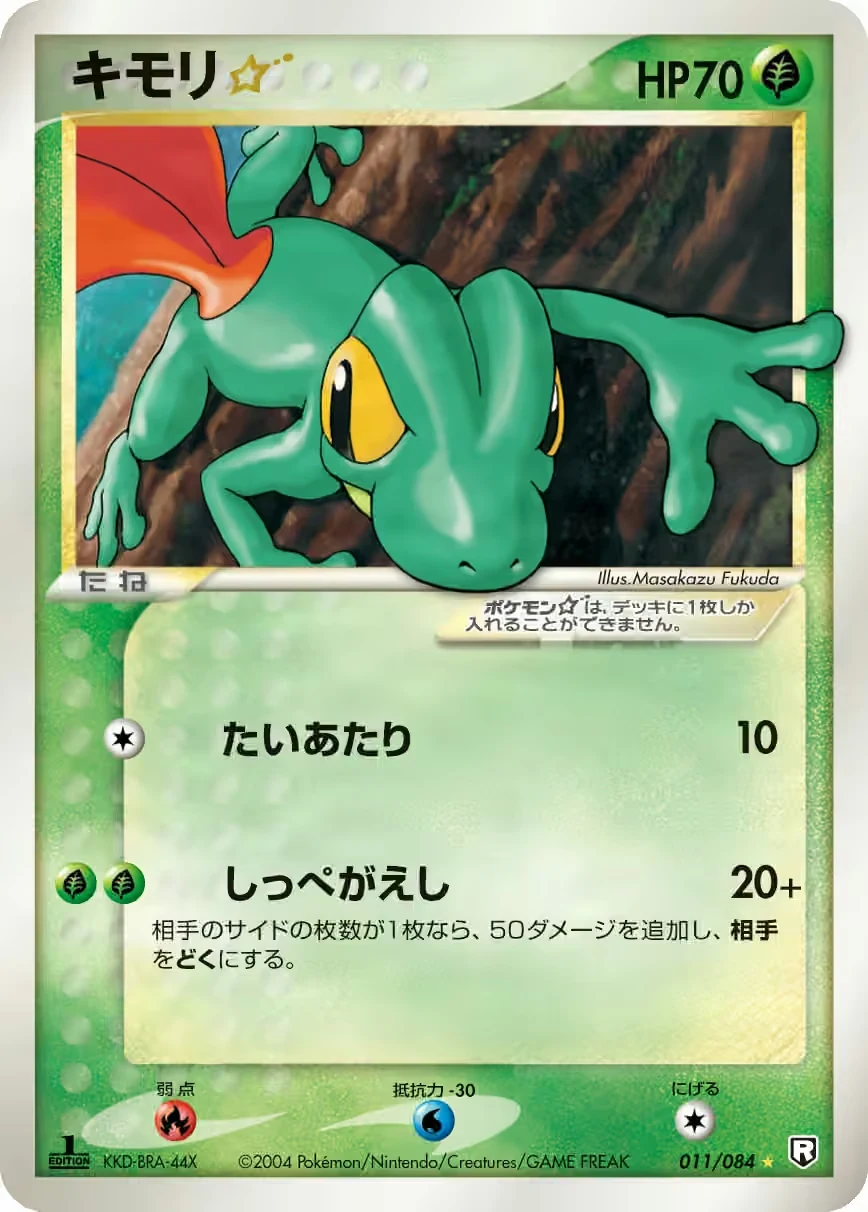 キモリ☆
HP70
たね
Illus.Masakazu Fukuda
ポケモン☆は、デッキに1枚しか
入れることができません。
たいあたり 10
しっぺがえし 20+
相手のサイドの枚数が1枚なら、50ダメージを追加し、相手
をどくにする。
弱点 抵抗力-30 にげる
1 EDITION KKD-BRA-44X ©2004 Pokémon/Nintendo/Creatures/GAME FREAK 011/084 ★ R